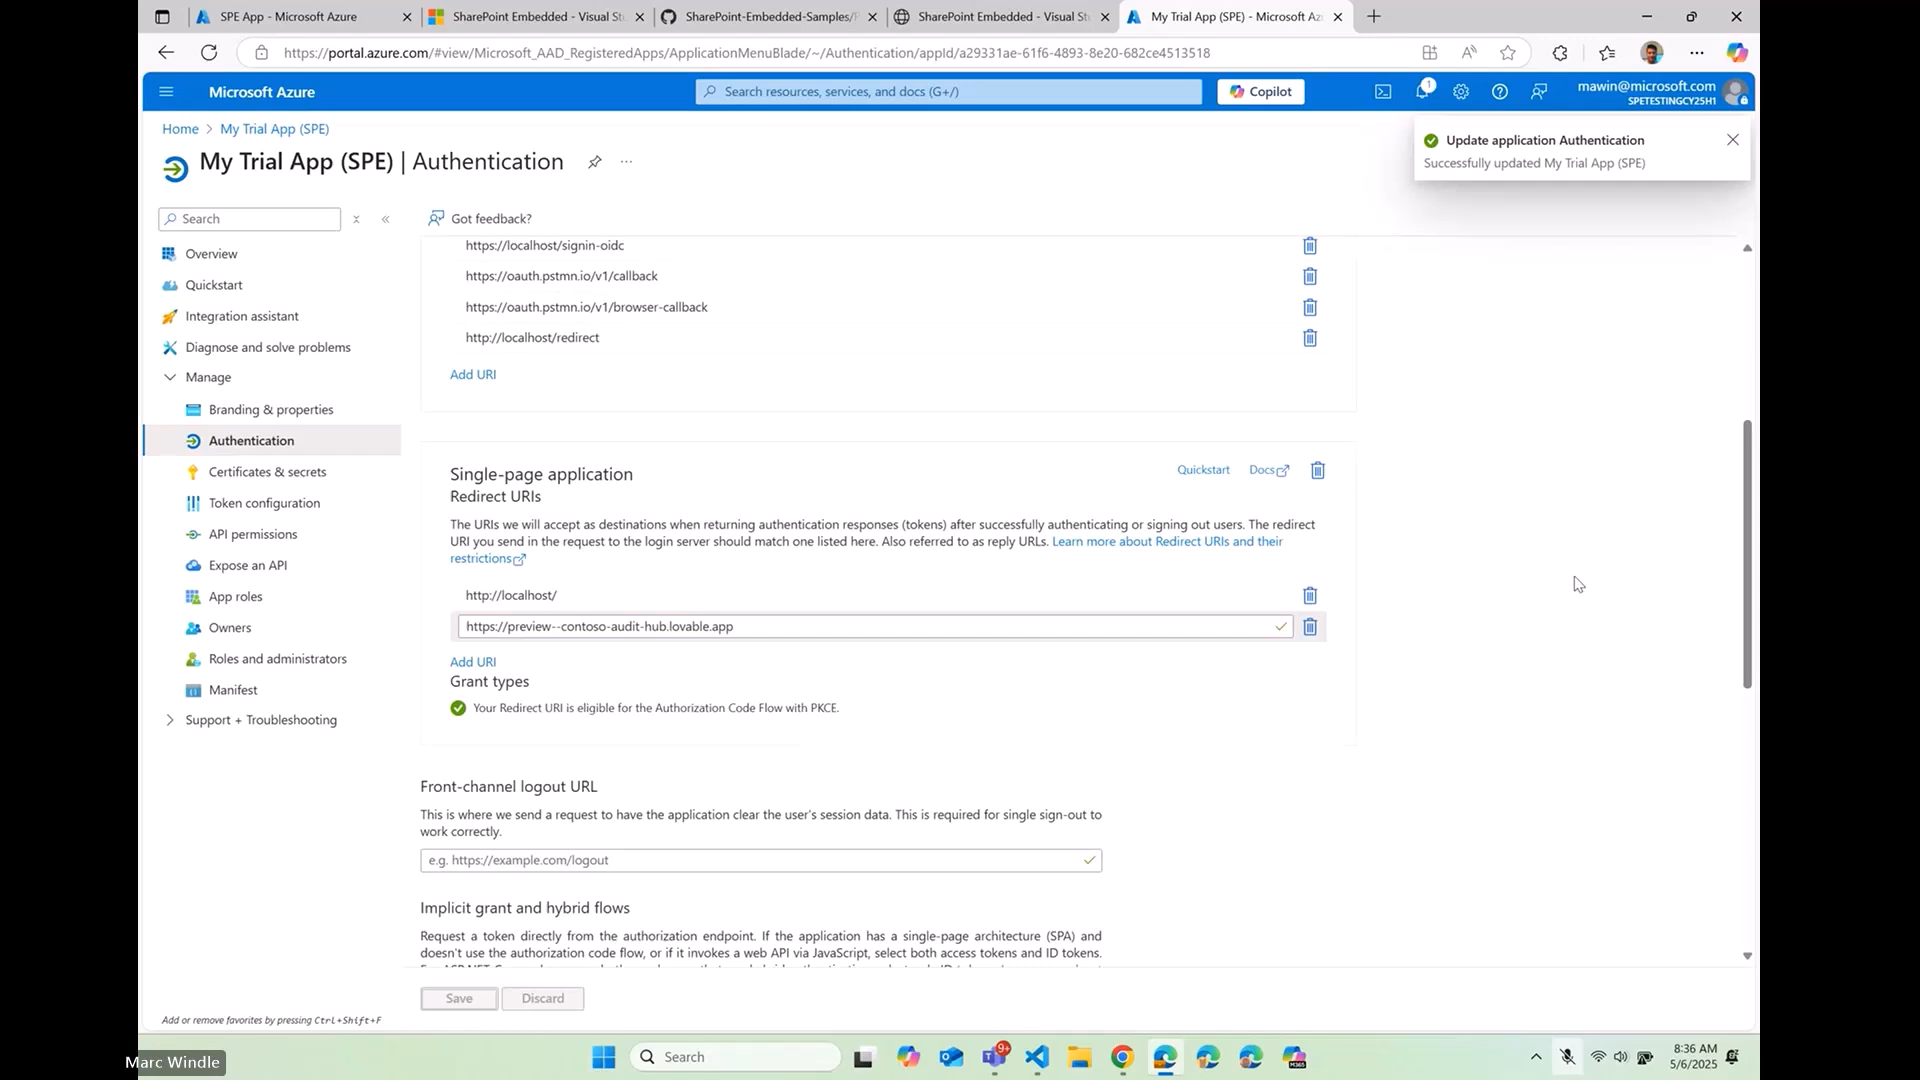 SPE App - Microsoft Azure
SharePoint Embedded - Visual Stu
SharePoint-Embedded-Samples/P
SharePoint Embedded - Visual Stu
My Trial App (SPE) - Microsoft Az
https://portal.azure.com/#view/Microsoft_AAD_RegisteredApps/ApplicationMenuBlade/~/Authentication/appId/a29331ae-61f6-4893-8e20-682ce4513518
Microsoft Azure
Search resources, services, and docs (G+/)
Copilot
1
mawin@microsoft.com
SPETESTINGCY25H1
Home > My Trial App (SPE)
My Trial App (SPE) | Authentication
Update application Authentication
Successfully updated My Trial App (SPE)
Search
Got feedback?
Overview
Quickstart
Integration assistant
Diagnose and solve problems
Manage
Branding & properties
Authentication
Certificates & secrets
Token configuration
API permissions
Expose an API
App roles
Owners
Roles and administrators
Manifest
Support + Troubleshooting
https://localhost/signin-oidc
https://oauth.pstmn.io/v1/callback
https://oauth.pstmn.io/v1/browser-callback
http://localhost/redirect
Add URI
Single-page application
Quickstart
Docs
Redirect URIs
The URIs we will accept as destinations when returning authentication responses (tokens) after successfully authenticating or signing out users. The redirect
URI you send in the request to the login server should match one listed here. Also referred to as reply URLs. Learn more about Redirect URIs and their
restrictions
http://localhost/
https://preview--contoso-audit-hub.lovable.app
Add URI
Grant types
Your Redirect URI is eligible for the Authorization Code Flow with PKCE.
Front-channel logout URL
This is where we send a request to have the application clear the user's session data. This is required for single sign-out to
work correctly.
e.g. https://example.com/logout
Implicit grant and hybrid flows
Request a token directly from the authorization endpoint. If the application has a single-page architecture (SPA) and
doesn't use the authorization code flow, or if it invokes a web API via JavaScript, select both access tokens and ID tokens.
Save
Discard
Add or remove favorites by pressing Ctrl+Shift+F
Marc Windle
Search
9+
M365
8:36 AM
5/6/2025